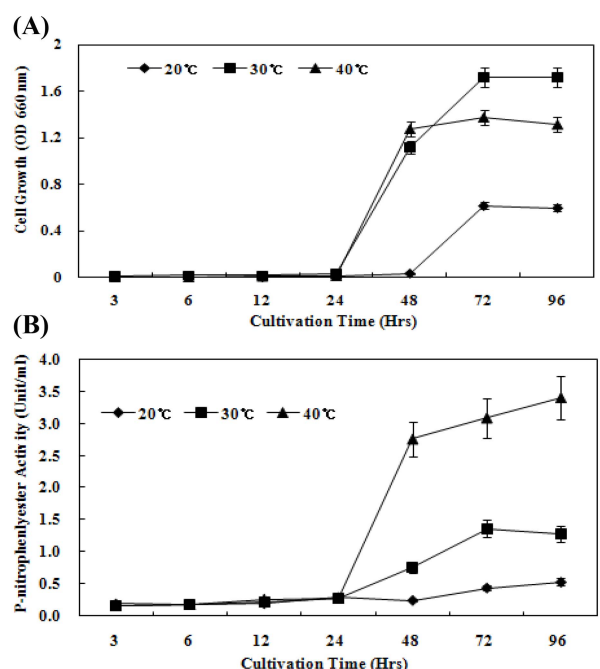 (A)
2
1.6
1.2
0.8
0.4
0
Cell Growth (OD 660 nm)
20℃ 30℃ 40℃
3 6 12 24 48 72 96
Cultivation Time (Hrs)
(B)
4.0
3.5
3.0
2.5
2.0
1.5
1.0
0.5
0.0
P-nitrophenlyester Activity (Unit/ml)
20℃ 30℃ 40℃
3 6 12 24 48 72 96
Cultivation Time (Hrs)